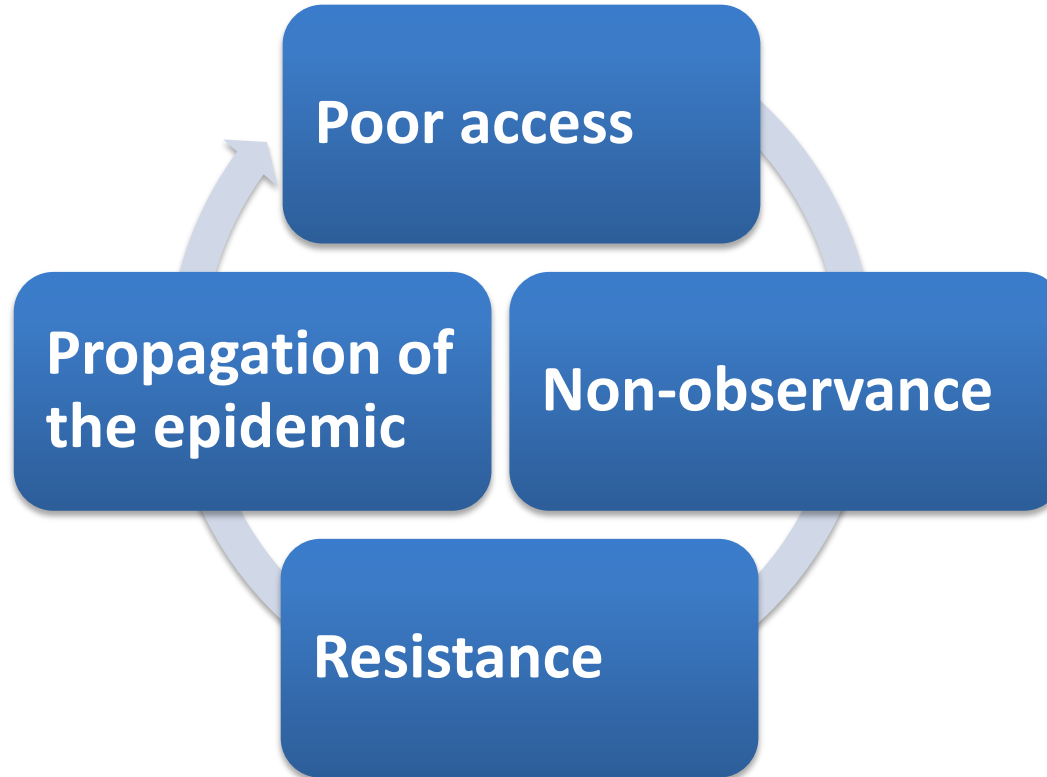 Poor access
Propagation of
the epidemic
Non-observance
Resistance